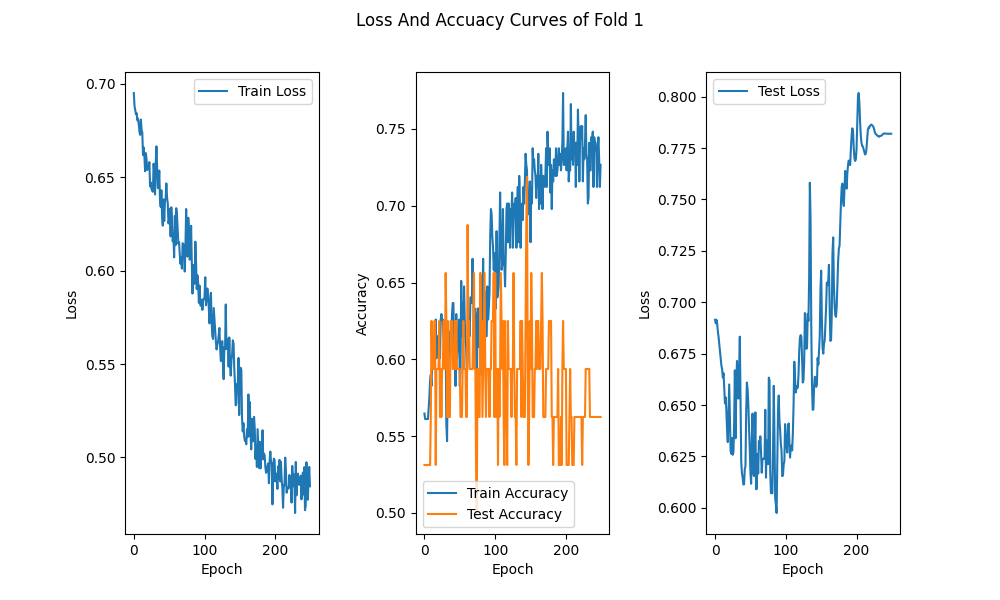 Loss And Accuacy Curves of Fold 1
0.70
0.65
0.60
0.55
0.50
Loss
0
100
200
Epoch
Train Loss
0.75
0.70
0.65
0.60
0.55
0.50
Accuracy
0
100
200
Epoch
Train Accuracy
Test Accuracy
0.800
0.775
0.750
0.725
0.700
0.675
0.650
0.625
0.600
Loss
0
100
200
Epoch
Test Loss